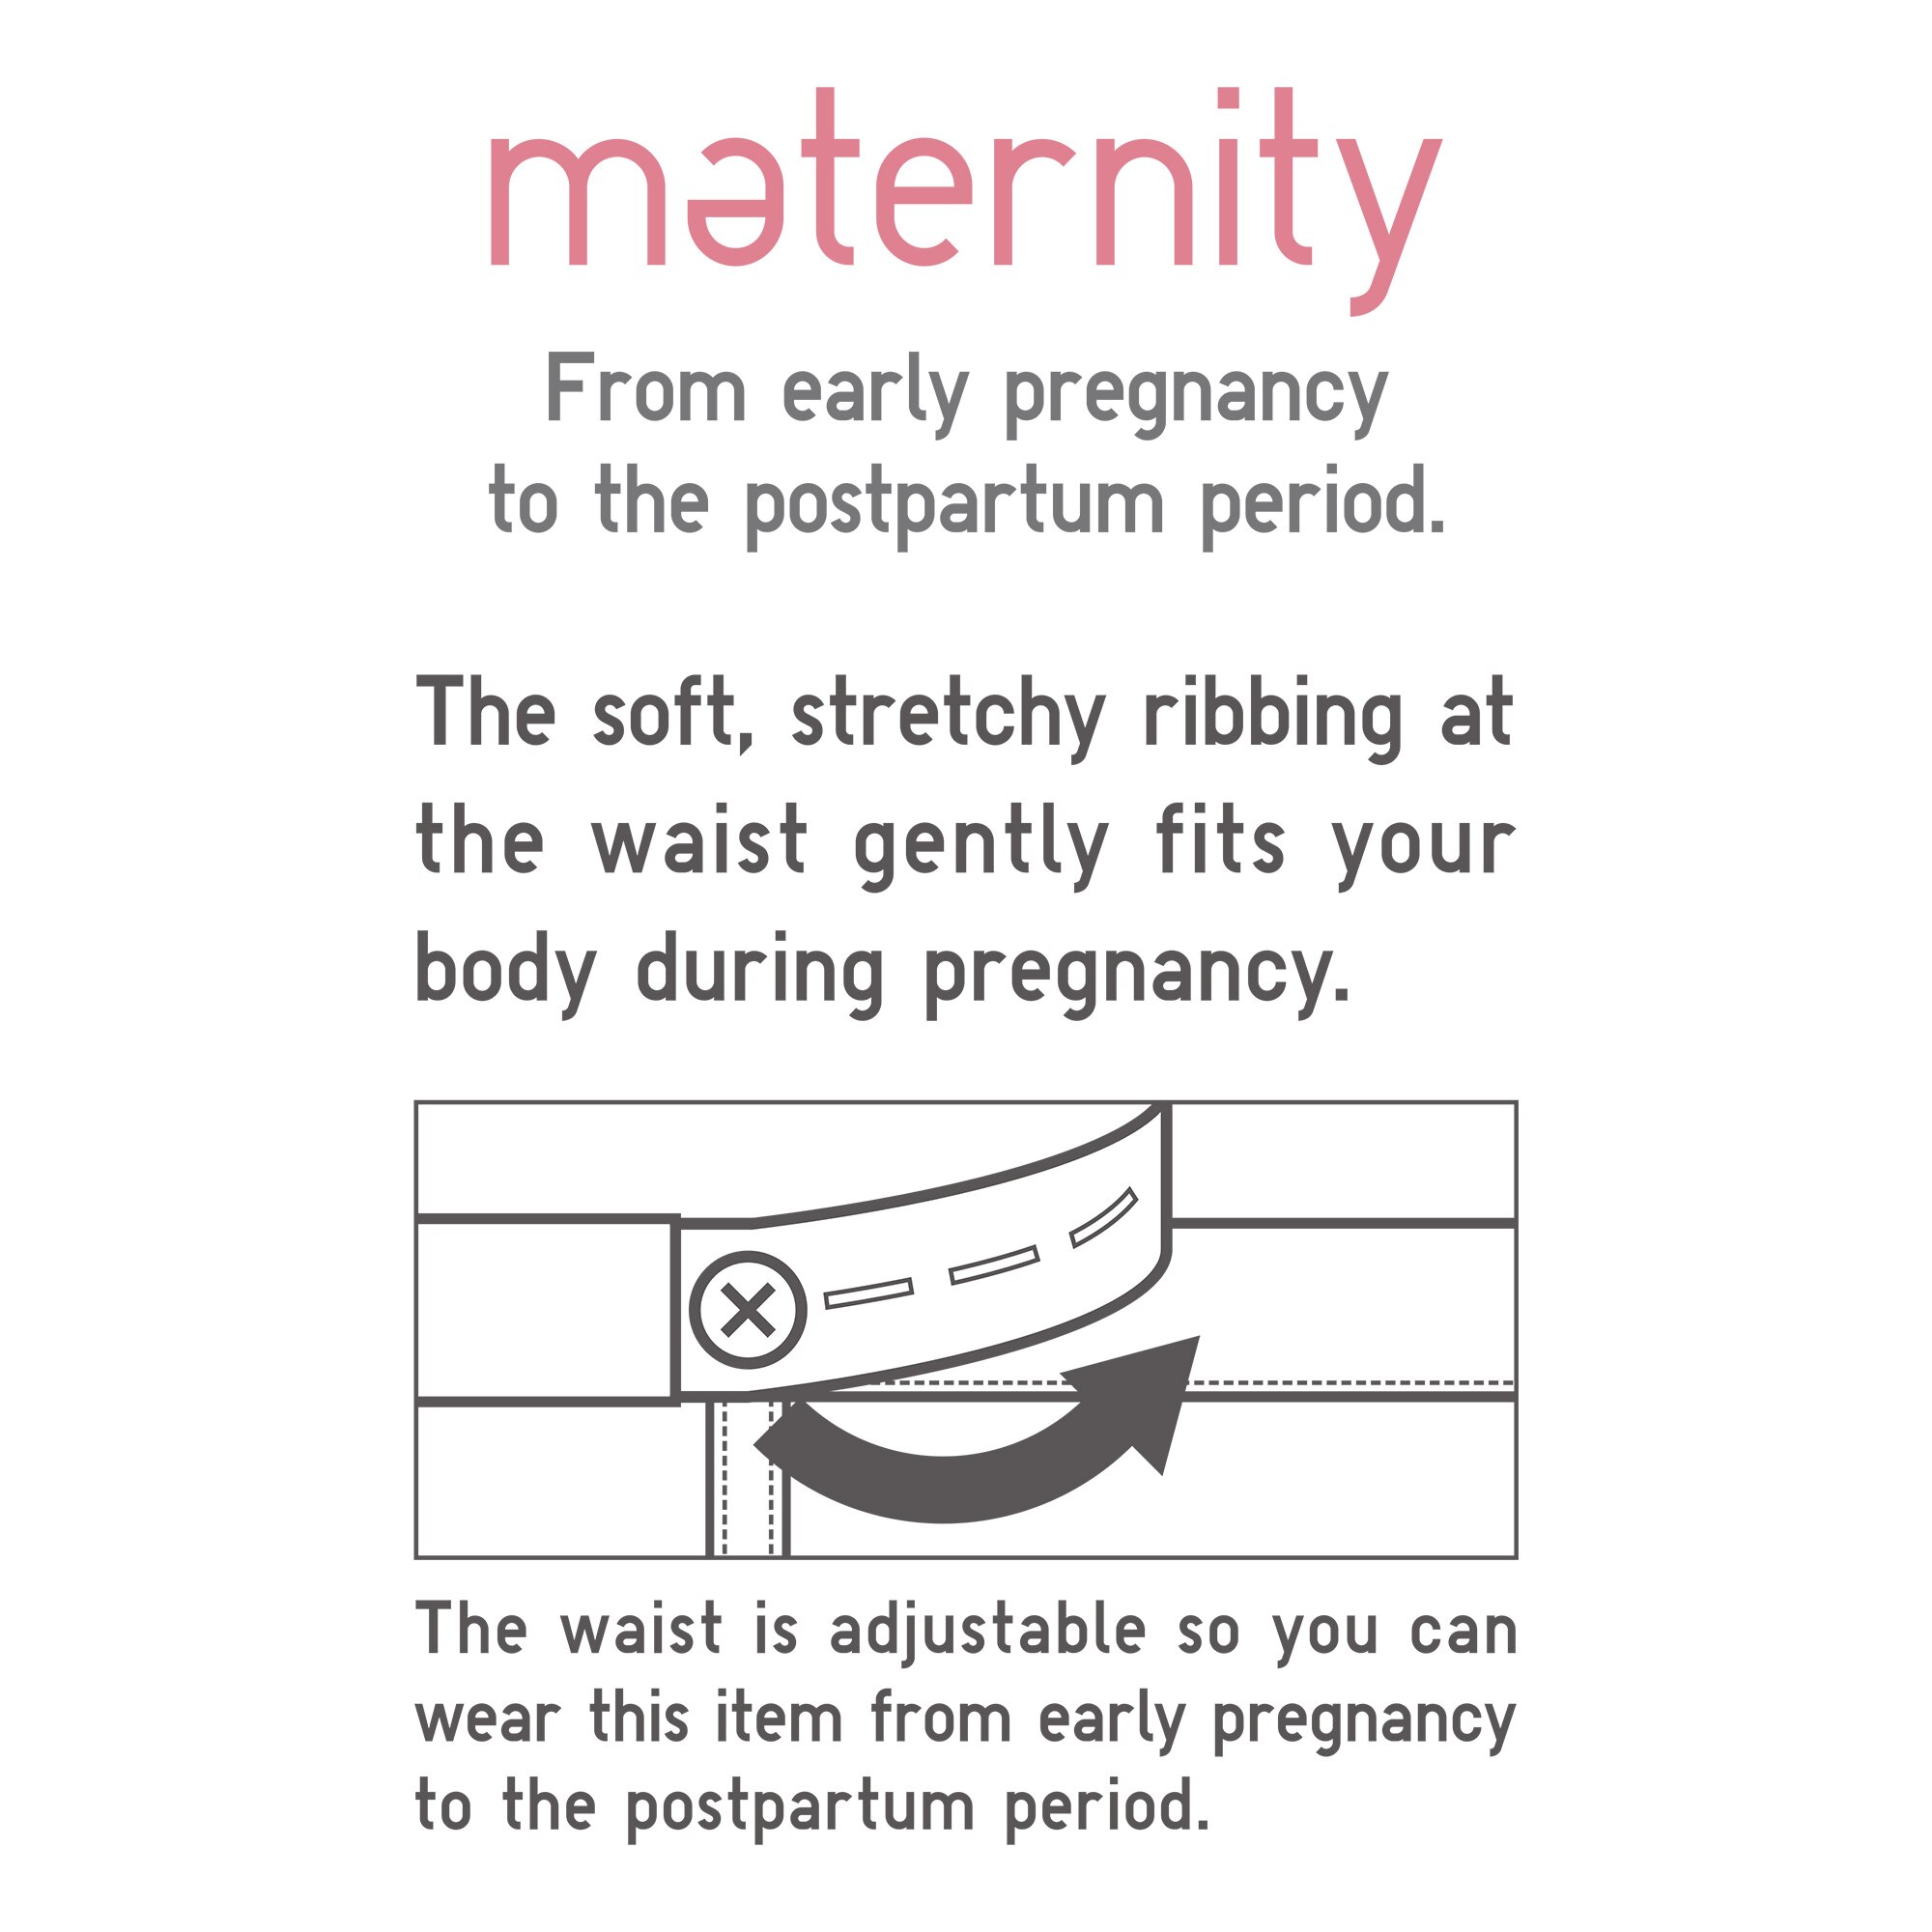 maternity
From early pregnancy
to the postpartum period.
The soft, stretchy ribbing at
the waist gently fits your
body during pregnancy.
The waist is adjustable so you can
wear this item from early pregnancy
to the postpartum period.